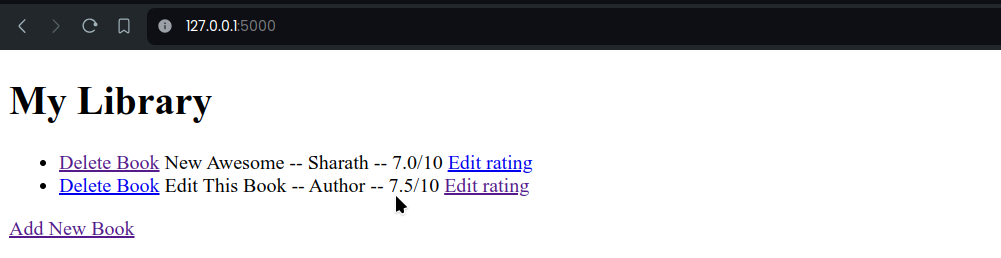 127.0.0.1:5000
My Library
Delete Book New Awesome -- Sharath -- 7.0/10 Edit rating
Delete Book Edit This Book -- Author -- 7.5/10 Edit rating
Add New Book